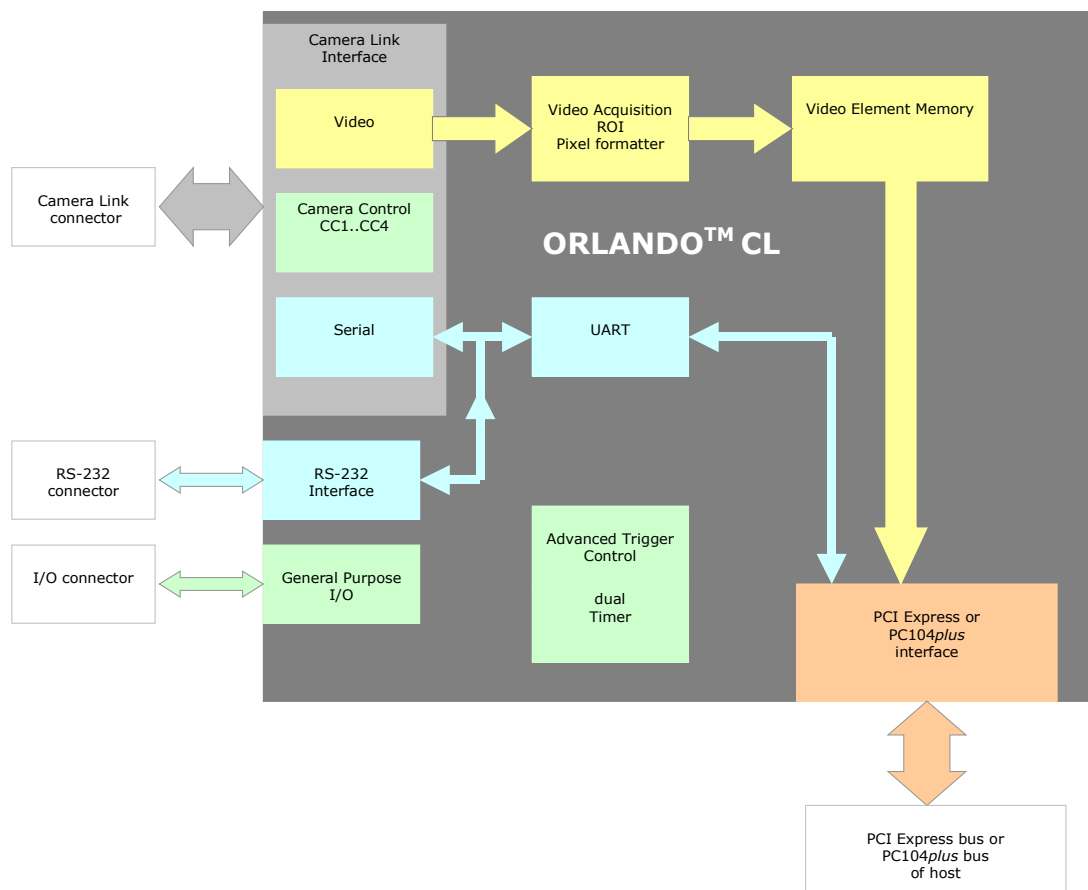 Camera Link
Interface
Video
Video Acquisition
ROI
Pixel formatter
Video Element Memory
Camera Link
connector
Camera Control
CC1..CC4
ORLANDO™ CL
Serial
UART
RS-232
connector
RS-232
Interface
I/O connector
General Purpose
I/O
Advanced Trigger
Control
dual
Timer
PCI Express or
PC104plus
interface
PCI Express bus or
PC104plus bus
of host